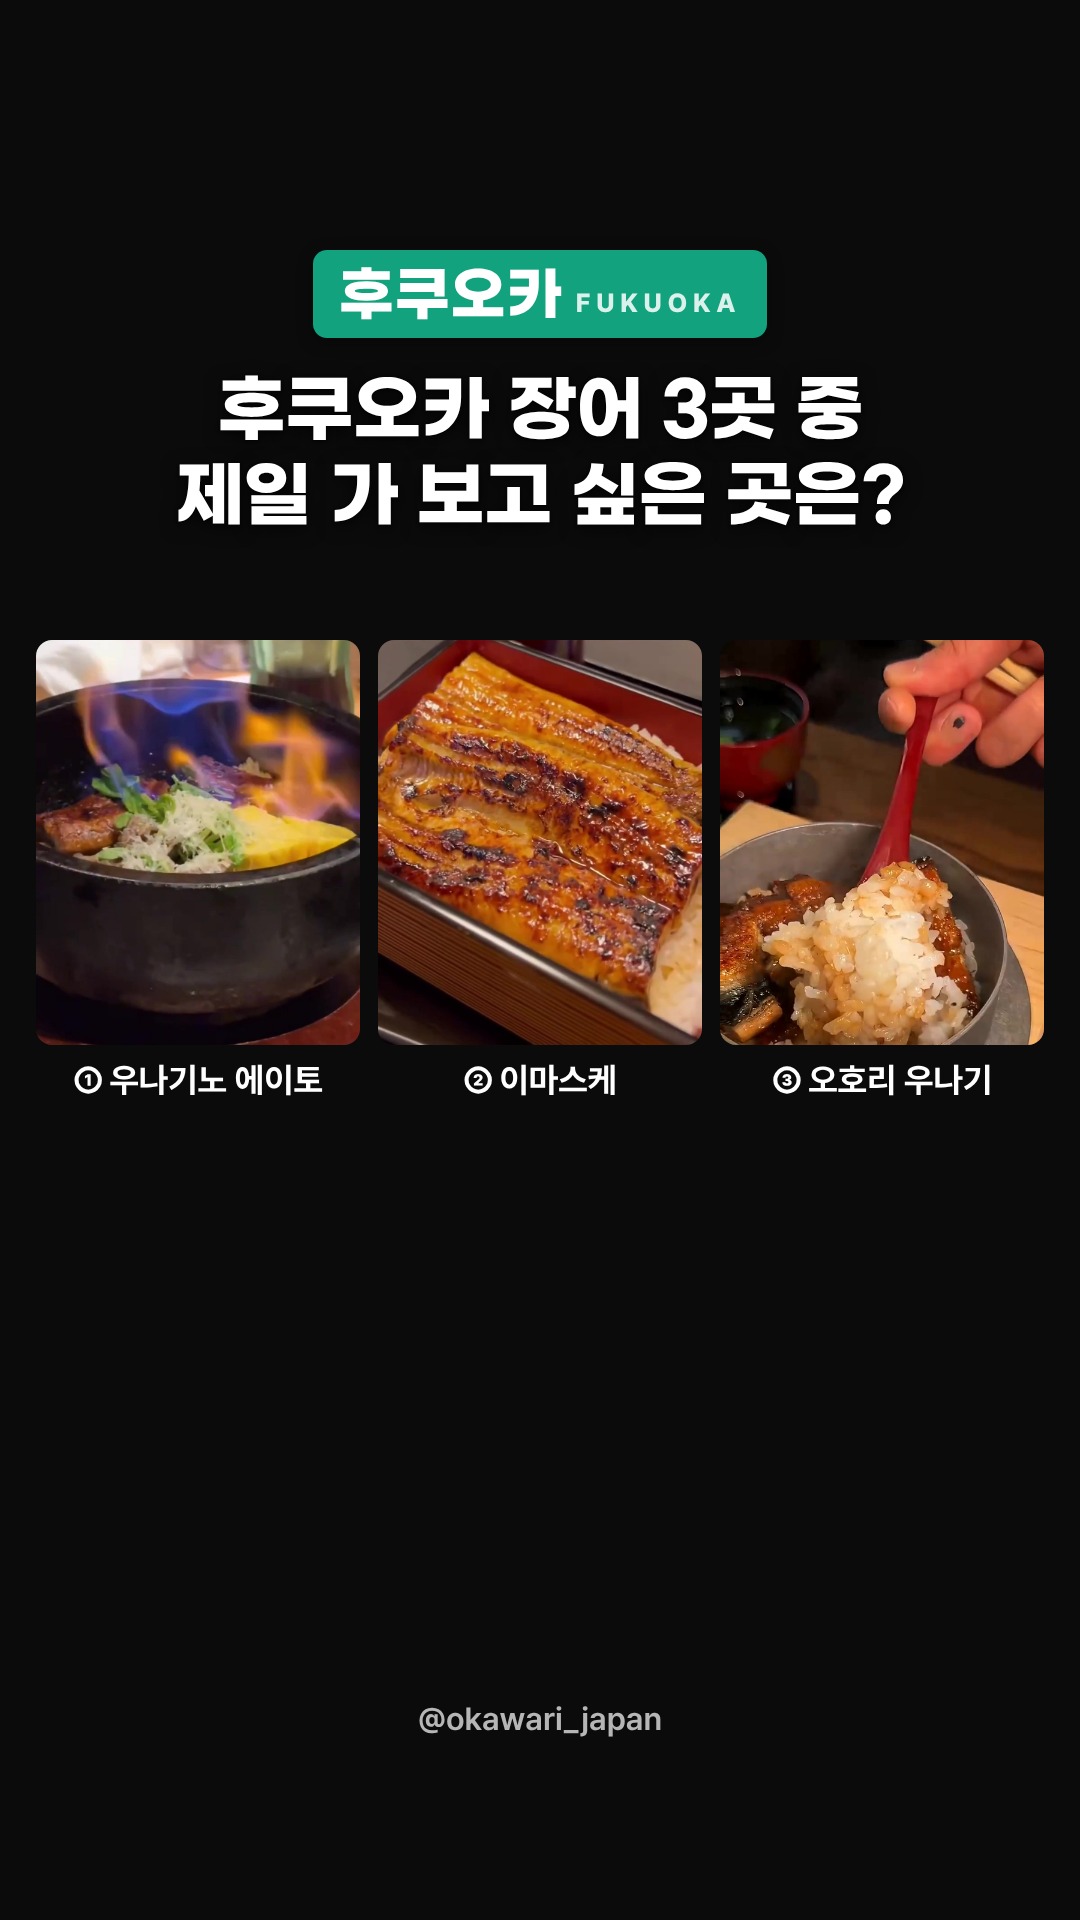 후쿠오카 FUKUOKA
후쿠오카 장어 3곳 중
제일 가 보고 싶은 곳은?
① 우나기노 에이토
② 이마스케
③ 오호리 우나기
@okawari_japan